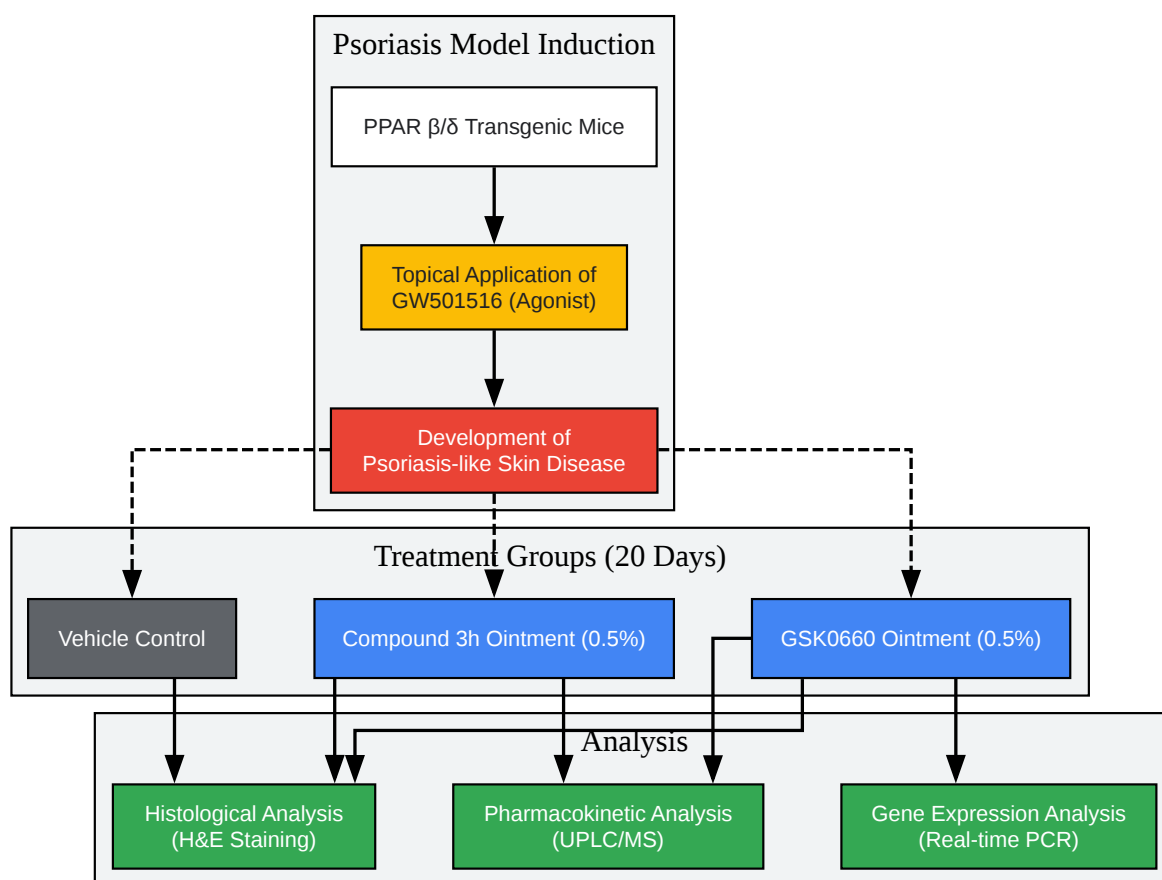 Psoriasis Model Induction
PPAR β/δ Transgenic Mice
Topical Application of
GW501516 (Agonist)
Development of
Psoriasis-like Skin Disease
Treatment Groups (20 Days)
Vehicle Control
Compound 3h Ointment (0.5%)
GSK0660 Ointment (0.5%)
Analysis
Histological Analysis
(H&E Staining)
Pharmacokinetic Analysis
(UPLC/MS)
Gene Expression Analysis
(Real-time PCR)